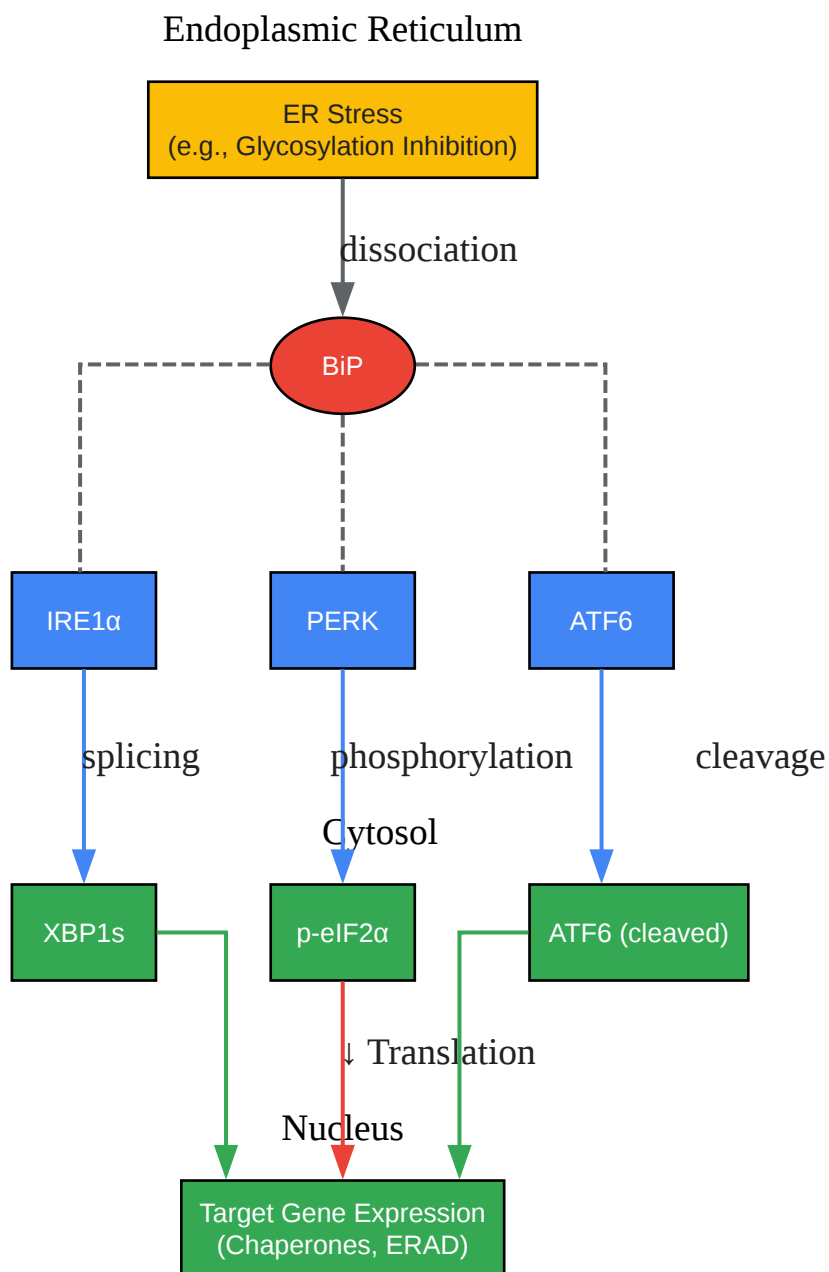 Endoplasmic Reticulum
ER Stress
(e.g., Glycosylation Inhibition)
dissociation
BiP
IRE1α
PERK
ATF6
splicing
phosphorylation
cleavage
Cytosol
XBP1s
p-eIF2α
ATF6 (cleaved)
↓ Translation
Nucleus
Target Gene Expression
(Chaperones, ERAD)